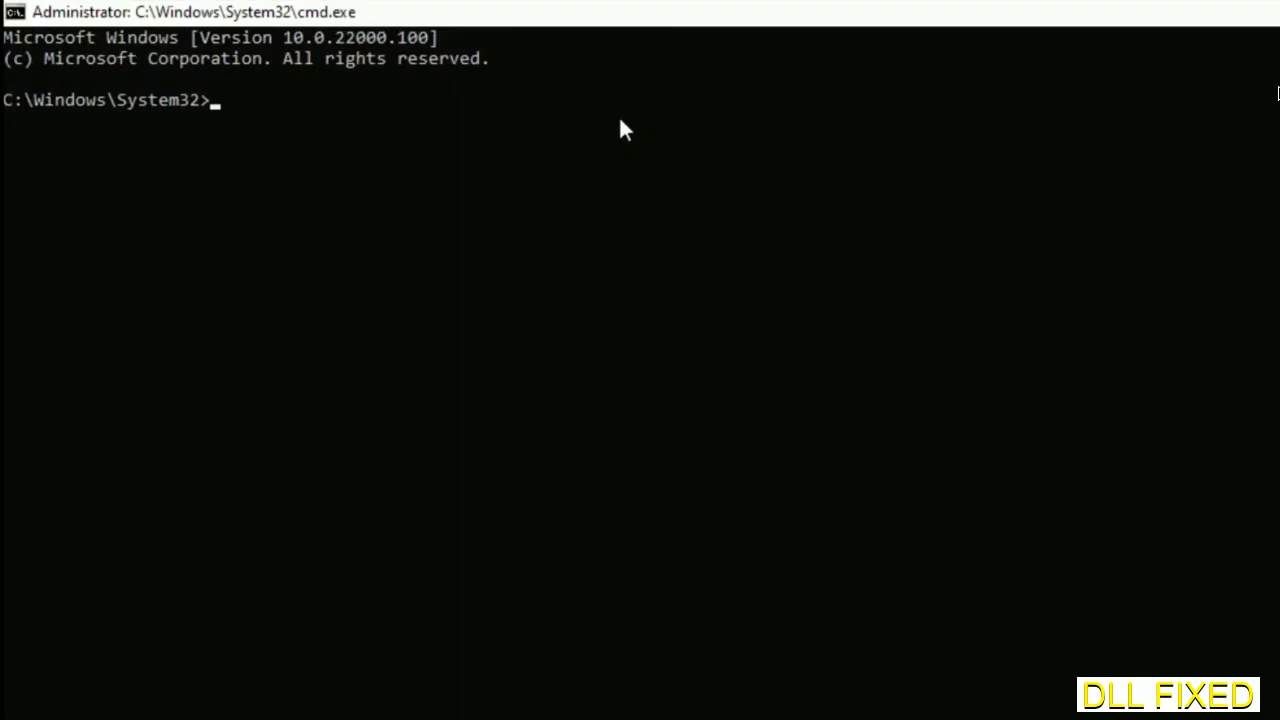 Administrator: C:\Windows\System32\cmd.exe
Microsoft Windows [Version 10.0.22000.100]
(c) Microsoft Corporation. All rights reserved.
C:\Windows\System32>
DLL FIXED